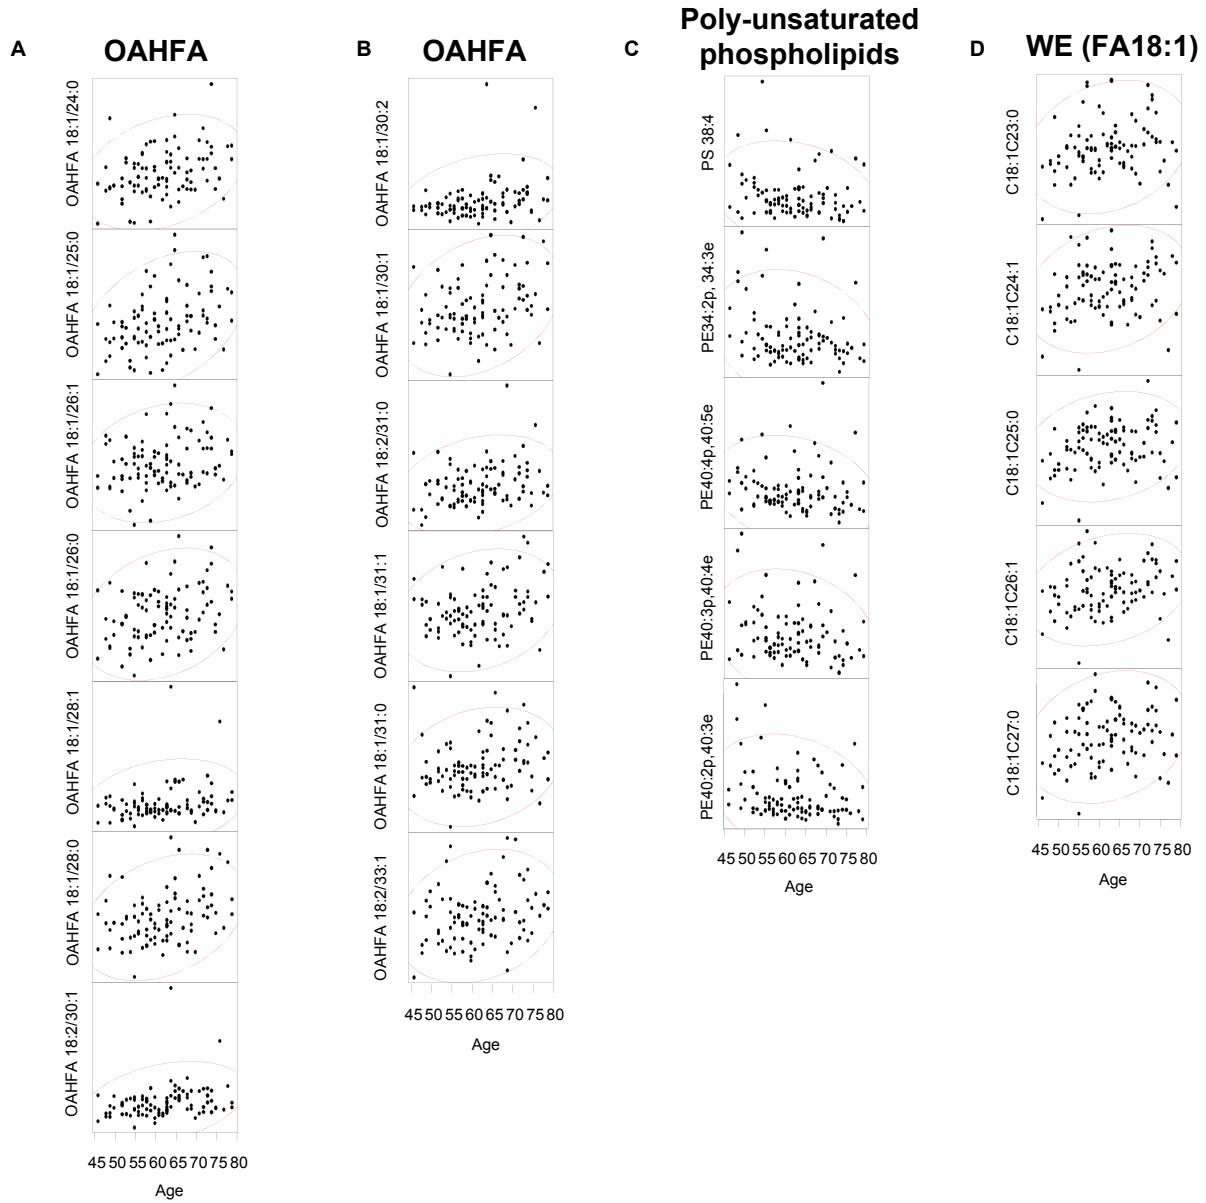 A
OAHFA
OAHFA 18:1/24:0
OAHFA 18:1/25:0
OAHFA 18:1/26:1
OAHFA 18:1/26:0
OAHFA 18:1/28:1
OAHFA 18:1/28:0
OAHFA 18:2/30:1
45 50 55 60 65 70 75 80
Age
B
OAHFA
OAHFA 18:1/30:2
OAHFA 18:1/30:1
OAHFA 18:2/31:0
OAHFA 18:1/31:1
OAHFA 18:1/31:0
OAHFA 18:2/33:1
45 50 55 60 65 70 75 80
Age
C
Poly-unsaturated
phospholipids
PS 38:4
PE34:2p, 34:3e
PE40:4p,40:5e
PE40:3p,40:4e
PE40:2p,40:3e
45 50 55 60 65 70 75 80
Age
D
WE (FA18:1)
C18:1C23:0
C18:1C24:1
C18:1C25:0
C18:1C26:1
C18:1C27:0
45 50 55 60 65 70 75 80
Age